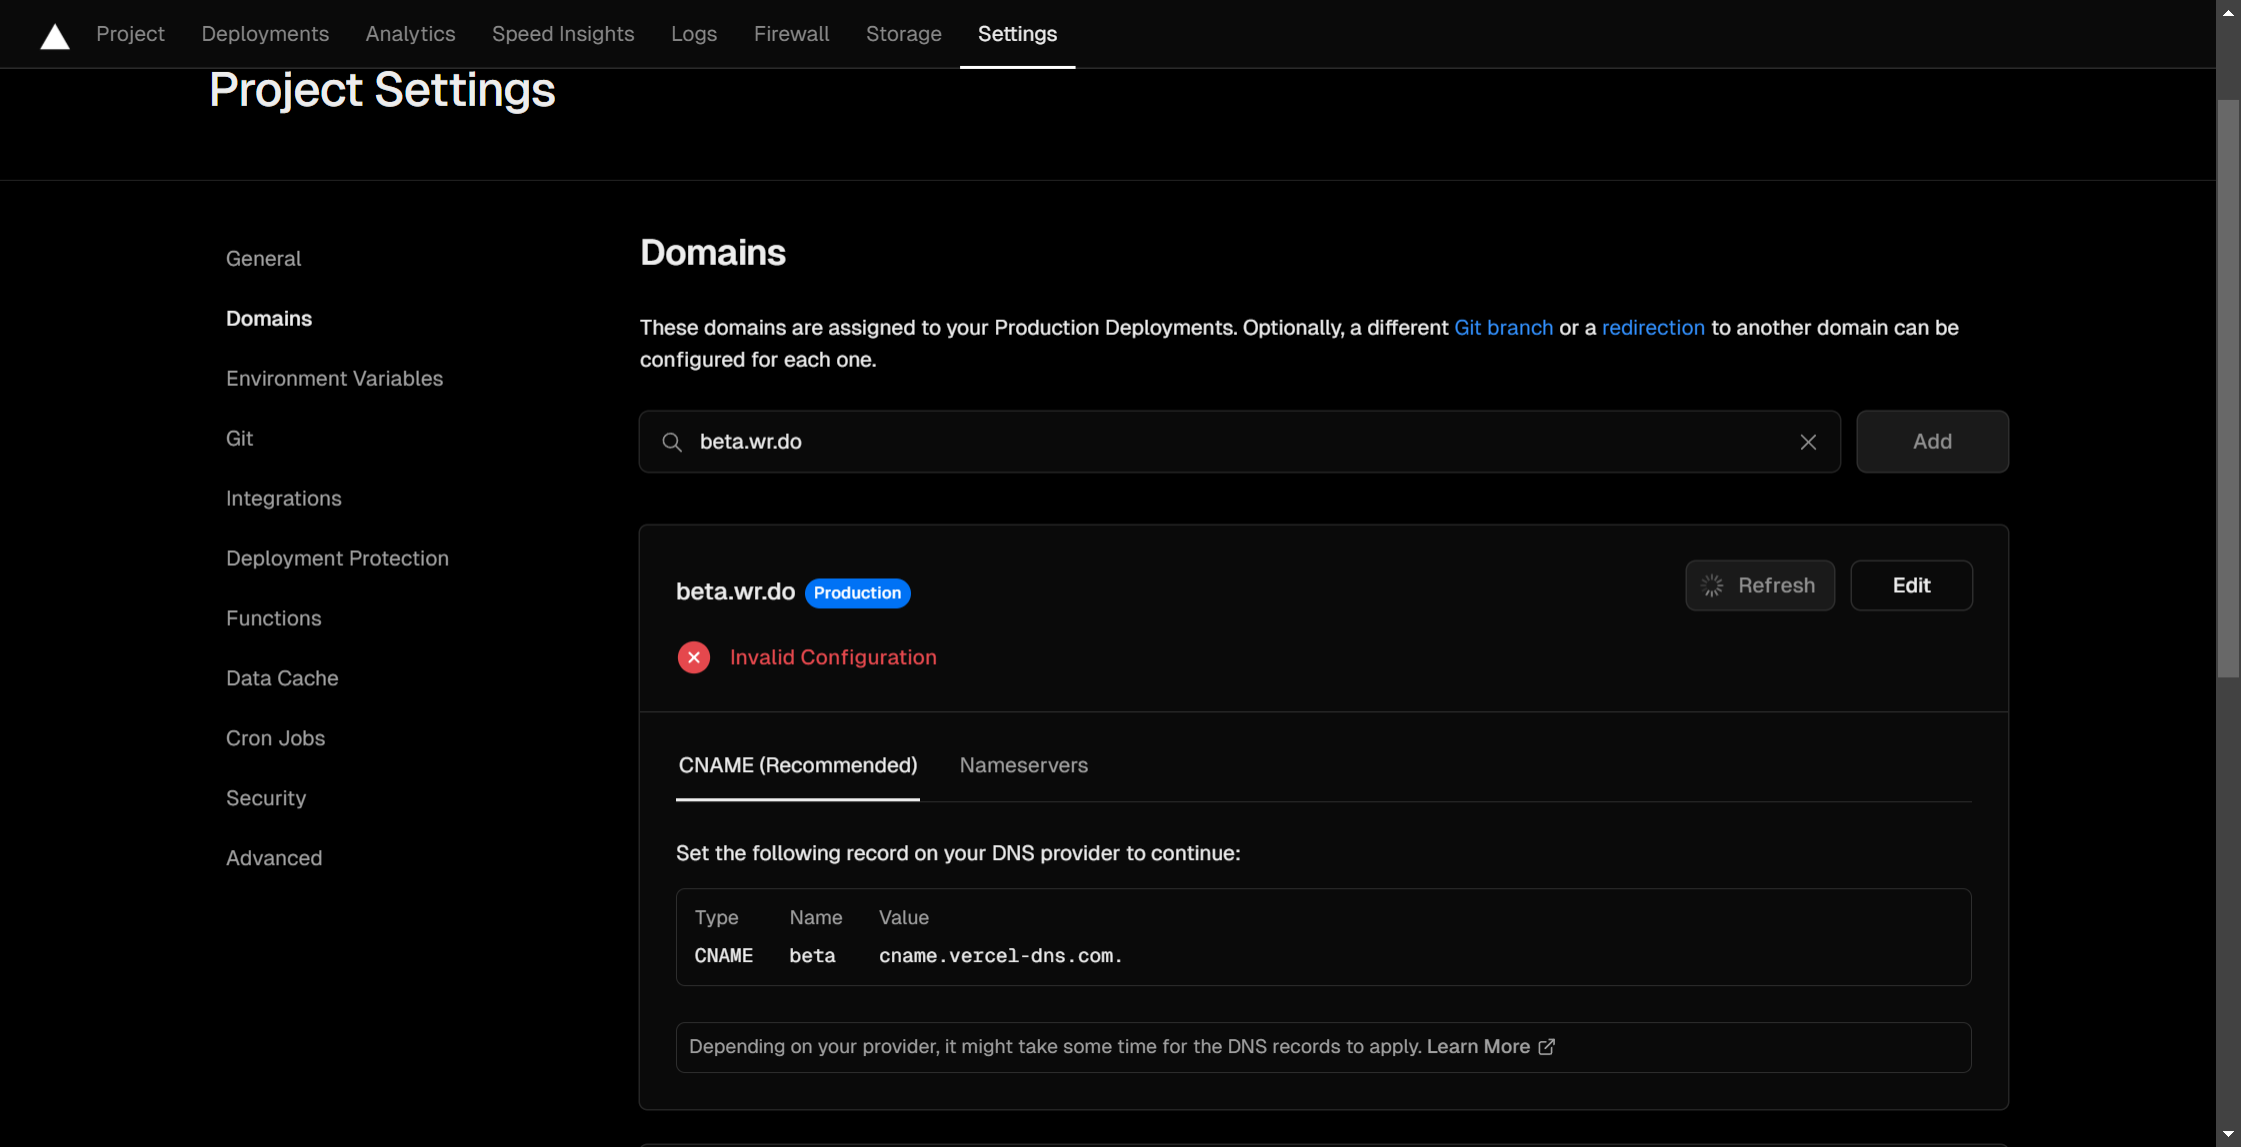 Project Deployments Analytics Speed Insights Logs Firewall Storage Settings
Project Settings
General
Domains
Environment Variables
Git
Integrations
Deployment Protection
Functions
Data Cache
Cron Jobs
Security
Advanced
Domains
These domains are assigned to your Production Deployments. Optionally, a different Git branch or a redirection to another domain can be
configured for each one.
beta.wr.do
Add
beta.wr.do Production
Refresh
Edit
Invalid Configuration
CNAME (Recommended) Nameservers
Set the following record on your DNS provider to continue:
Type Name Value
CNAME beta cname.vercel-dns.com.
Depending on your provider, it might take some time for the DNS records to apply. Learn More